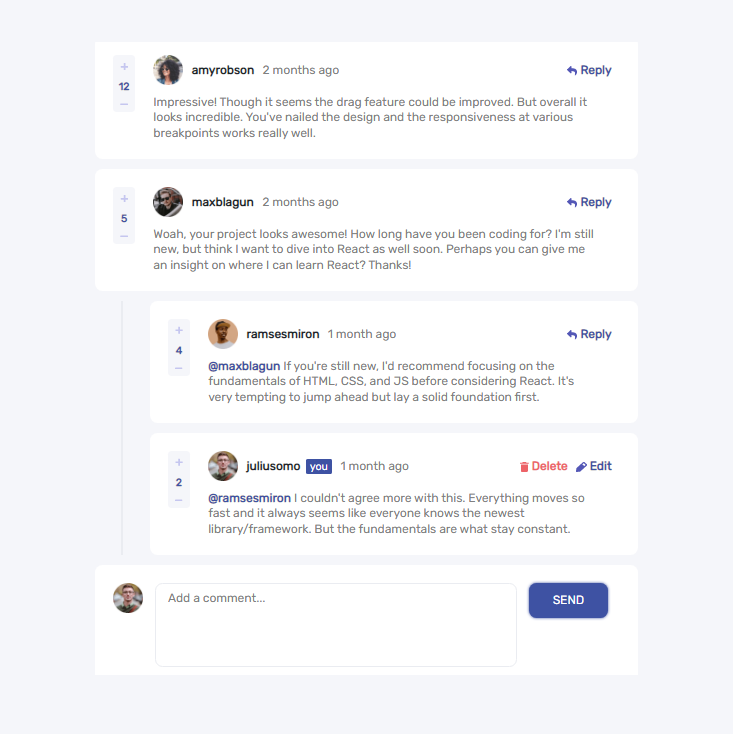 +
12
–
amyrobson 2 months ago Reply
Impressive! Though it seems the drag feature could be improved. But overall it
looks incredible. You've nailed the design and the responsiveness at various
breakpoints works really well.
+
5
–
maxblagun 2 months ago Reply
Woah, your project looks awesome! How long have you been coding for? I'm still
new, but think I want to dive into React as well soon. Perhaps you can give me
an insight on where I can learn React? Thanks!
+
4
–
ramsesmiron 1 month ago Reply
@maxblagun If you're still new, I'd recommend focusing on the
fundamentals of HTML, CSS, and JS before considering React. It's
very tempting to jump ahead but lay a solid foundation first.
+
2
–
juliusomo you 1 month ago Delete Edit
@ramsesmiron I couldn't agree more with this. Everything moves so
fast and it always seems like everyone knows the newest
library/framework. But the fundamentals are what stay constant.
Add a comment... SEND